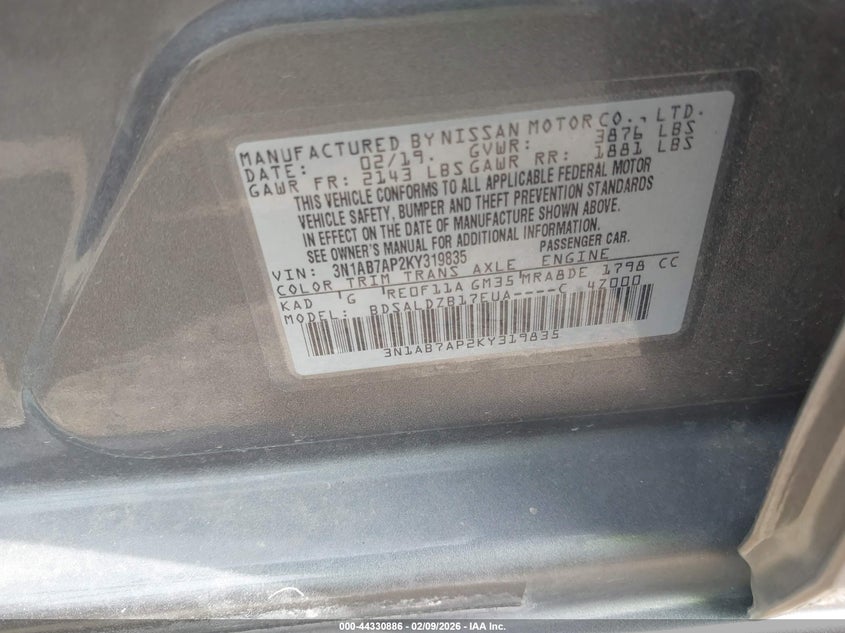 MANUFACTURED BY NISSAN MOTOR CO., LTD.
DATE: 02/19. GVWR: 3876 LBS
GAWR FR: 2143 LBS GAWR RR: 1881 LBS
THIS VEHICLE CONFORMS TO ALL APPLICABLE FEDERAL MOTOR
VEHICLE SAFETY, BUMPER AND THEFT PREVENTION STANDARDS
IN EFFECT ON THE DATE OF MANUFACTURE SHOWN ABOVE.
SEE OWNER'S MANUAL FOR ADDITIONAL INFORMATION.
VIN: 3N1AB7AP2KY319835 PASSENGER CAR.
COLOR TRIM TRANS AXLE ENGINE
KAD G RE0F11A GM35 MRA8DE 1798 CC
MODEL: BDSALDZB17EUA----C 47000
3N1AB7AP2KY319835
000-44330886 - 02/09/2026 - IAA Inc.